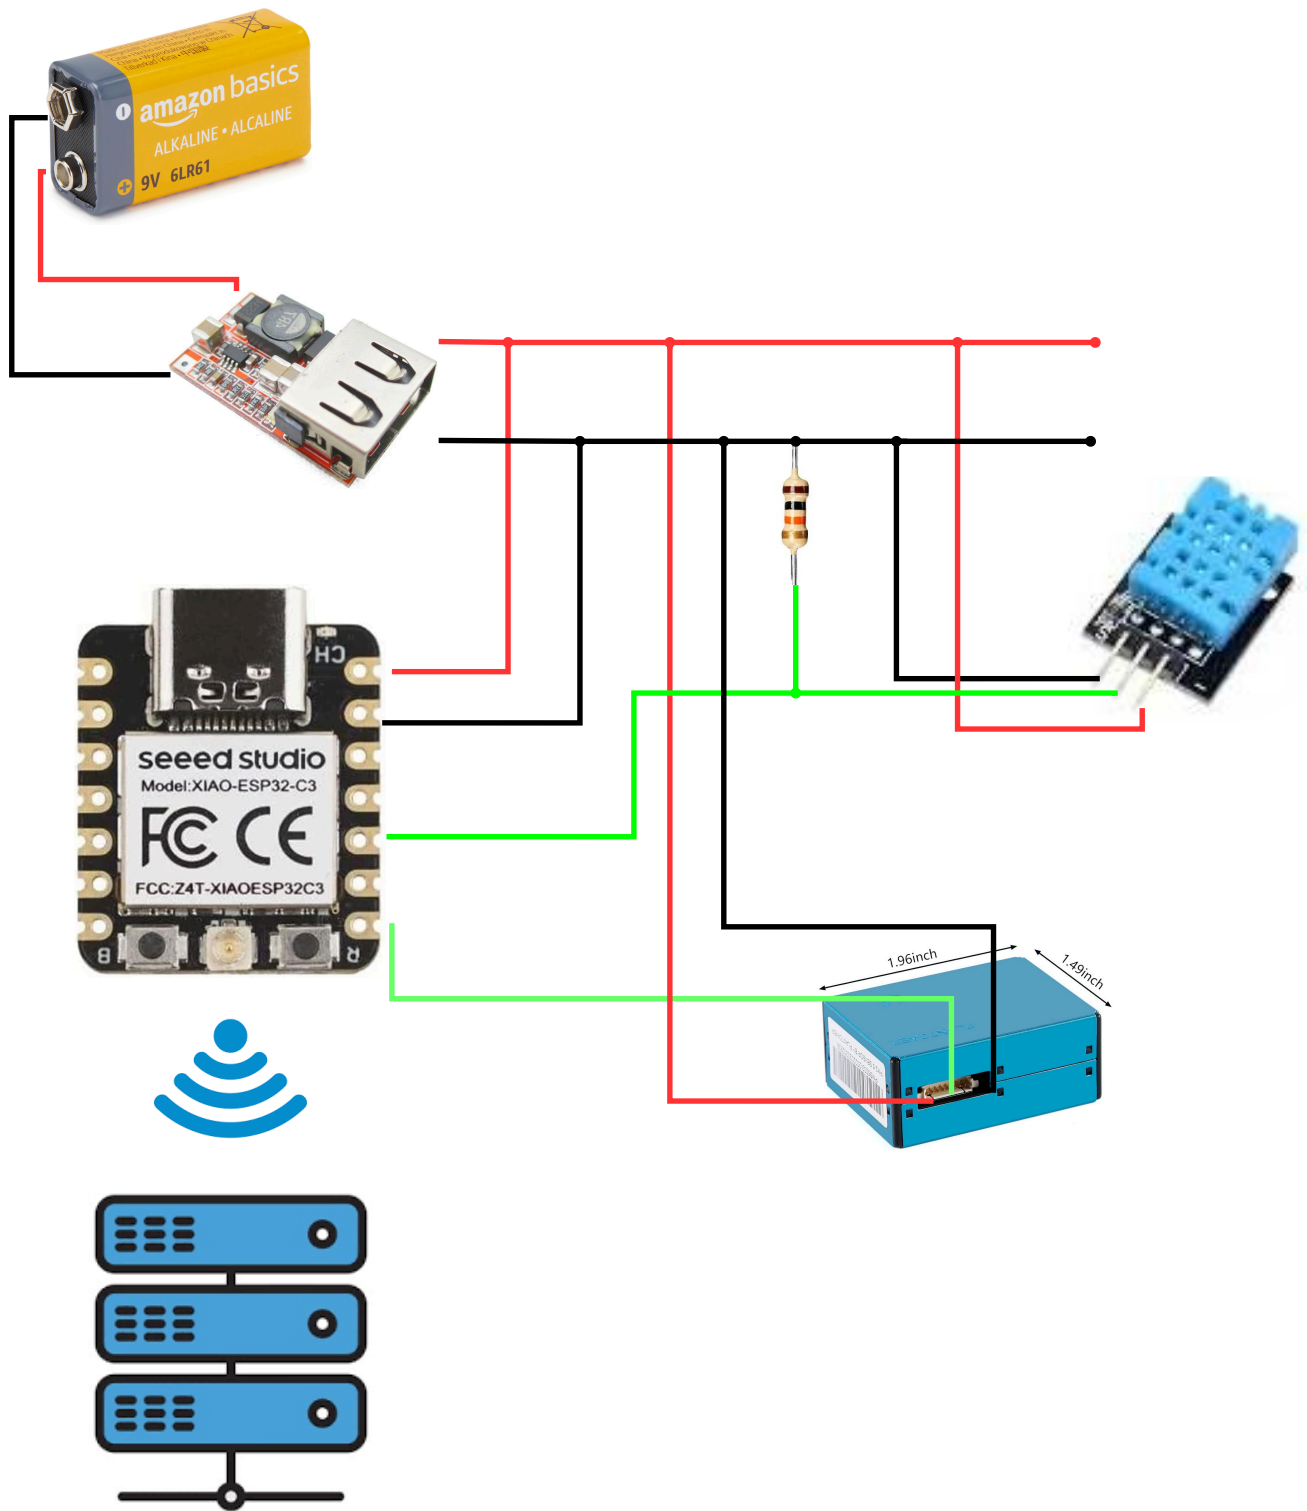 amazon basics
ALKALINE • ALCALINE
9V 6LR61
CH
seeed studio
Model:XIAO-ESP32-C3
FC CE
FCC:Z4T-XIAOESP32C3
B
R
1.96inch
1.49inch